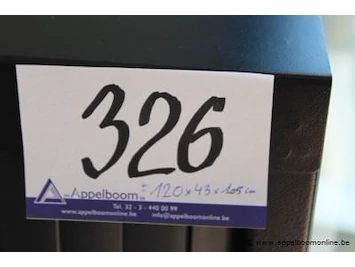 326
Appelboom
120 x 43 x 105 cm
Tel. 32 - 3 - 440 00 99
www.appelboomonline.be info@appelboomonline.be
© www.appelboomonline.be